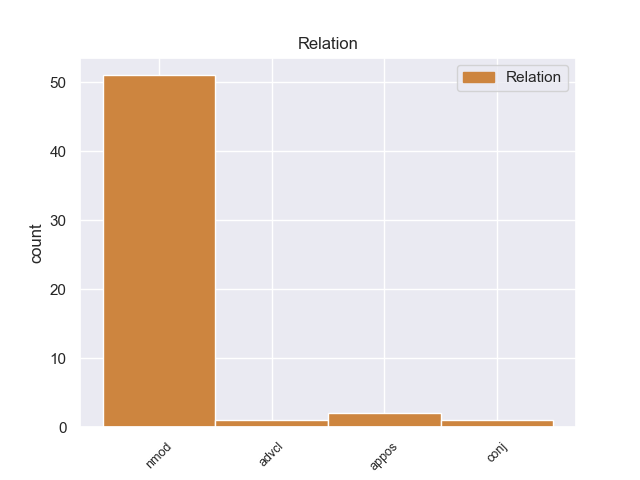 Relation
Relation
count
50
40
30
20
10
0
nmod
advcl
appos
conj